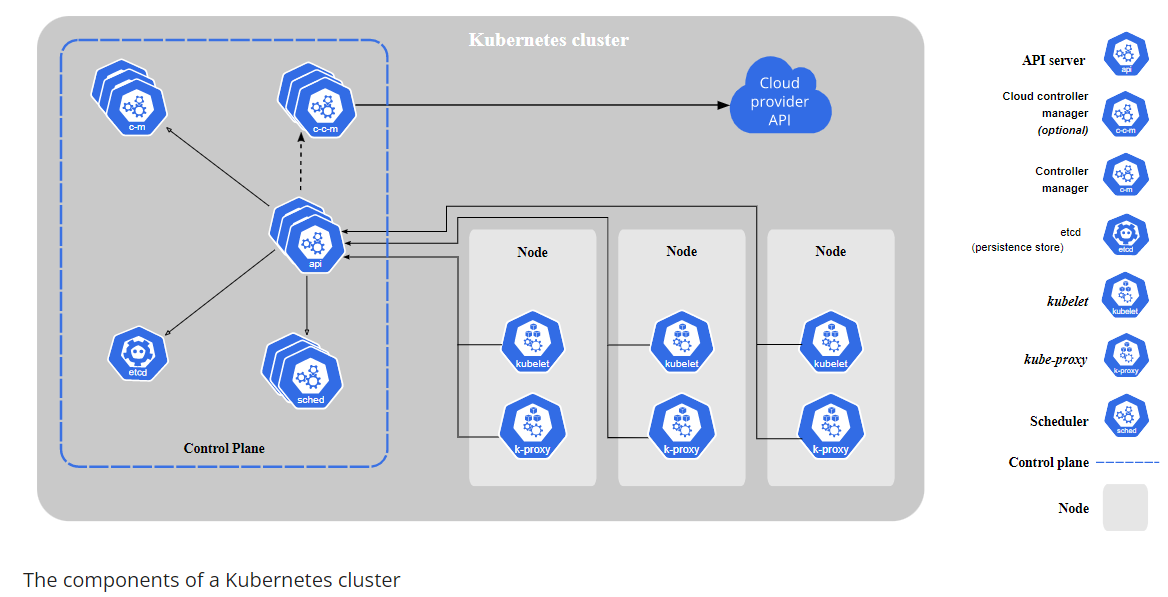 Kubernetes cluster
c-m
c-c-m
Cloud
provider
API
api
etcd
sched
Control Plane
Node
Node
Node
kubelet
kubelet
kubelet
k-proxy
k-proxy
k-proxy
API server
api
Cloud controller
manager
(optional)
c-c-m
Controller
manager
c-m
etcd
(persistence store)
etcd
kubelet
kubelet
kube-proxy
k-proxy
Scheduler
sched
Control plane
Node
The components of a Kubernetes cluster